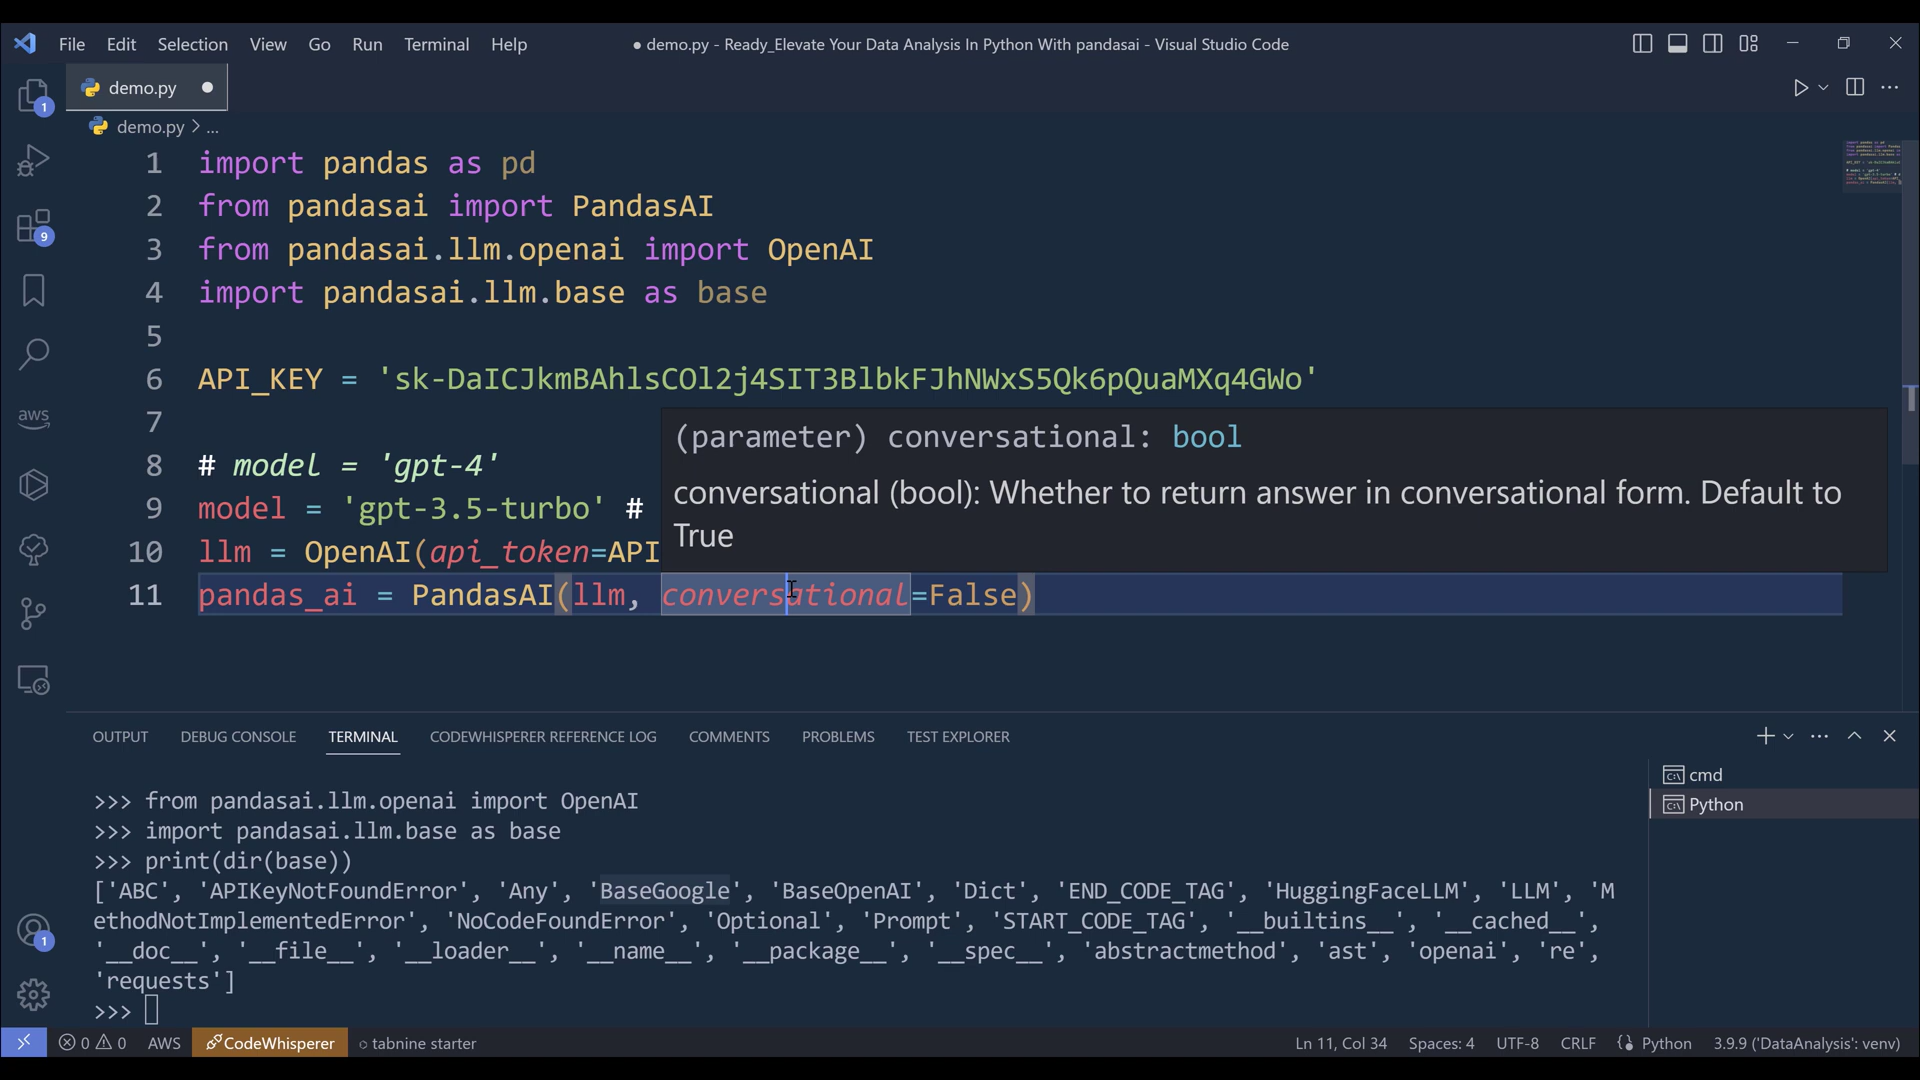 File Edit Selection View Go Run Terminal Help
● demo.py - Ready_Elevate Your Data Analysis In Python With pandasai - Visual Studio Code
demo.py
demo.py > ...
1 import pandas as pd
2 from pandasai import PandasAI
3 from pandasai.llm.openai import OpenAI
4 import pandasai.llm.base as base
5
6 API_KEY = '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'
7
(parameter) conversational: bool
8 # model = 'gpt-4'
conversational (bool): Whether to return answer in conversational form. Default to
True
9 model = 'gpt-3.5-turbo' #
10 llm = OpenAI(api_token=API
11 pandas_ai = PandasAI(llm, conversational=False)
OUTPUT DEBUG CONSOLE TERMINAL CODEWHISPERER REFERENCE LOG COMMENTS PROBLEMS TEST EXPLORER
>>> from pandasai.llm.openai import OpenAI
>>> import pandasai.llm.base as base
>>> print(dir(base))
['ABC', 'APIKeyNotFoundError', 'Any', 'BaseGoogle', 'BaseOpenAI', 'Dict', 'END_CODE_TAG', 'HuggingFaceLLM', 'LLM', 'M
ethodNotImplementedError', 'NoCodeFoundError', 'Optional', 'Prompt', 'START_CODE_TAG', '__builtins__', '__cached__',
'__doc__', '__file__', '__loader__', '__name__', '__package__', '__spec__', 'abstractmethod', 'ast', 'openai', 're',
'requests']
>>>
cmd
Python
1
9
aws
1
0 0 AWS CodeWhisperer tabnine starter
Ln 11, Col 34 Spaces: 4 UTF-8 CRLF Python 3.9.9 ('DataAnalysis': venv)